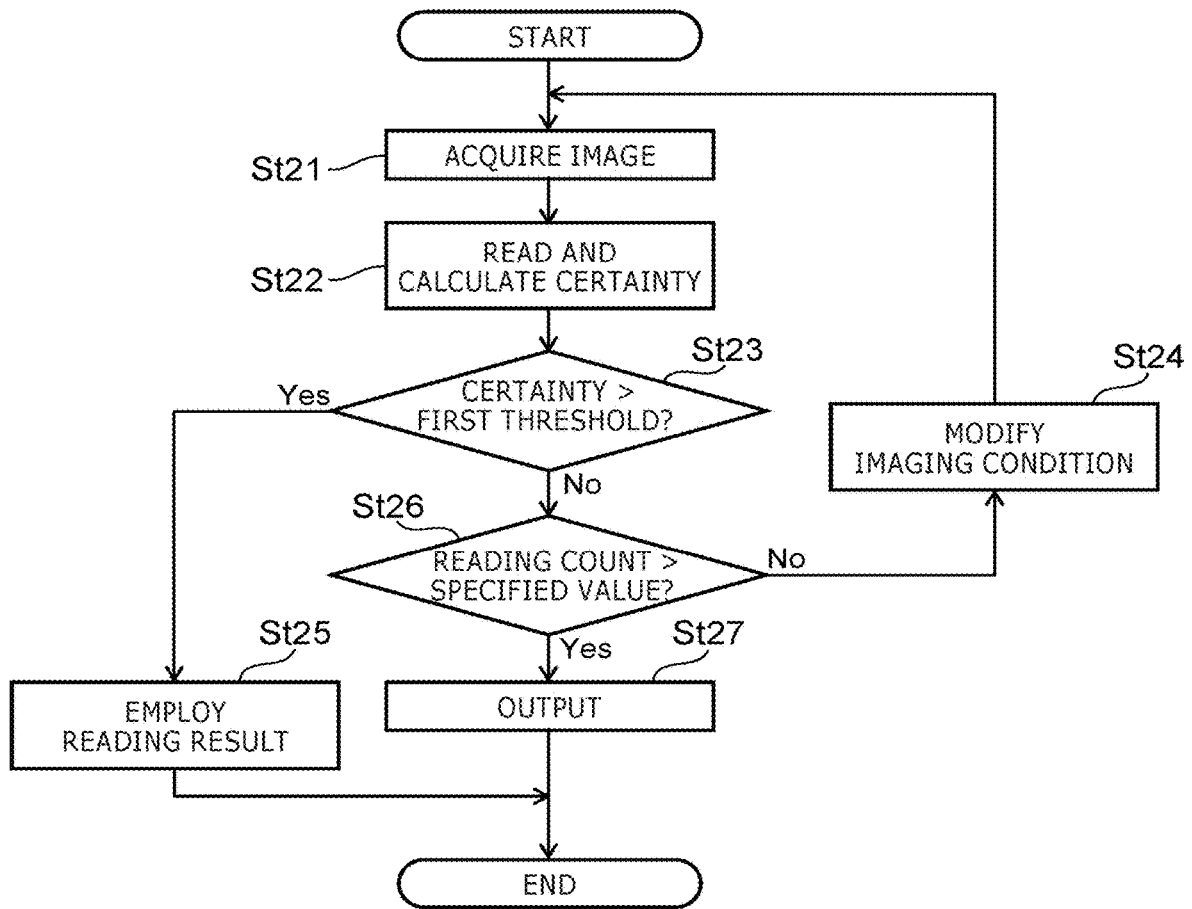 START
St21
ACQUIRE IMAGE
St22
READ AND
CALCULATE CERTAINTY
St23
Yes
CERTAINTY >
FIRST THRESHOLD?
No
St24
MODIFY
IMAGING CONDITION
St26
READING COUNT >
SPECIFIED VALUE?
No
Yes
St25
EMPLOY
READING RESULT
St27
OUTPUT
END